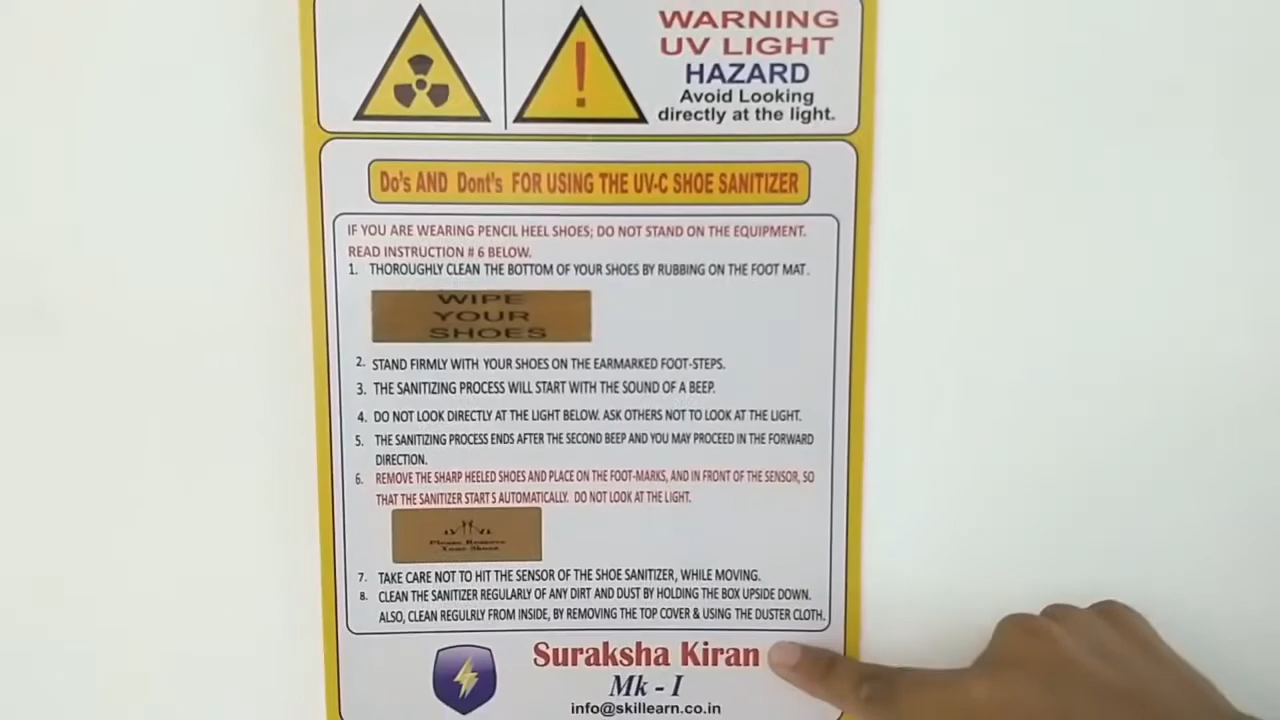 WARNING
UV LIGHT
HAZARD
Avoid Looking
directly at the light.
Do's AND Dont's FOR USING THE UV-C SHOE SANITIZER
IF YOU ARE WEARING PENCIL HEEL SHOES; DO NOT STAND ON THE EQUIPMENT.
READ INSTRUCTION # 6 BELOW.
1. THOROUGHLY CLEAN THE BOTTOM OF YOUR SHOES BY RUBBING ON THE FOOT MAT.
WIPE
YOUR
SHOES
2. STAND FIRMLY WITH YOUR SHOES ON THE EARMARKED FOOT-STEPS.
3. THE SANITIZING PROCESS WILL START WITH THE SOUND OF A BEEP.
4. DO NOT LOOK DIRECTLY AT THE LIGHT BELOW. ASK OTHERS NOT TO LOOK AT THE LIGHT.
5. THE SANITIZING PROCESS ENDS AFTER THE SECOND BEEP AND YOU MAY PROCEED IN THE FORWARD
DIRECTION.
6. REMOVE THE SHARP HEELED SHOES AND PLACE ON THE FOOT-MARKS, AND IN FRONT OF THE SENSOR, SO
THAT THE SANITIZER START S AUTOMATICALLY. DO NOT LOOK AT THE LIGHT.
Please Remove
Your Shoes
7. TAKE CARE NOT TO HIT THE SENSOR OF THE SHOE SANITIZER, WHILE MOVING.
8. CLEAN THE SANITIZER REGULARLY OF ANY DIRT AND DUST BY HOLDING THE BOX UPSIDE DOWN.
ALSO, CLEAN REGULRLY FROM INSIDE, BY REMOVING THE TOP COVER & USING THE DUSTER CLOTH.
Suraksha Kiran
Mk - I
info@skillearn.co.in